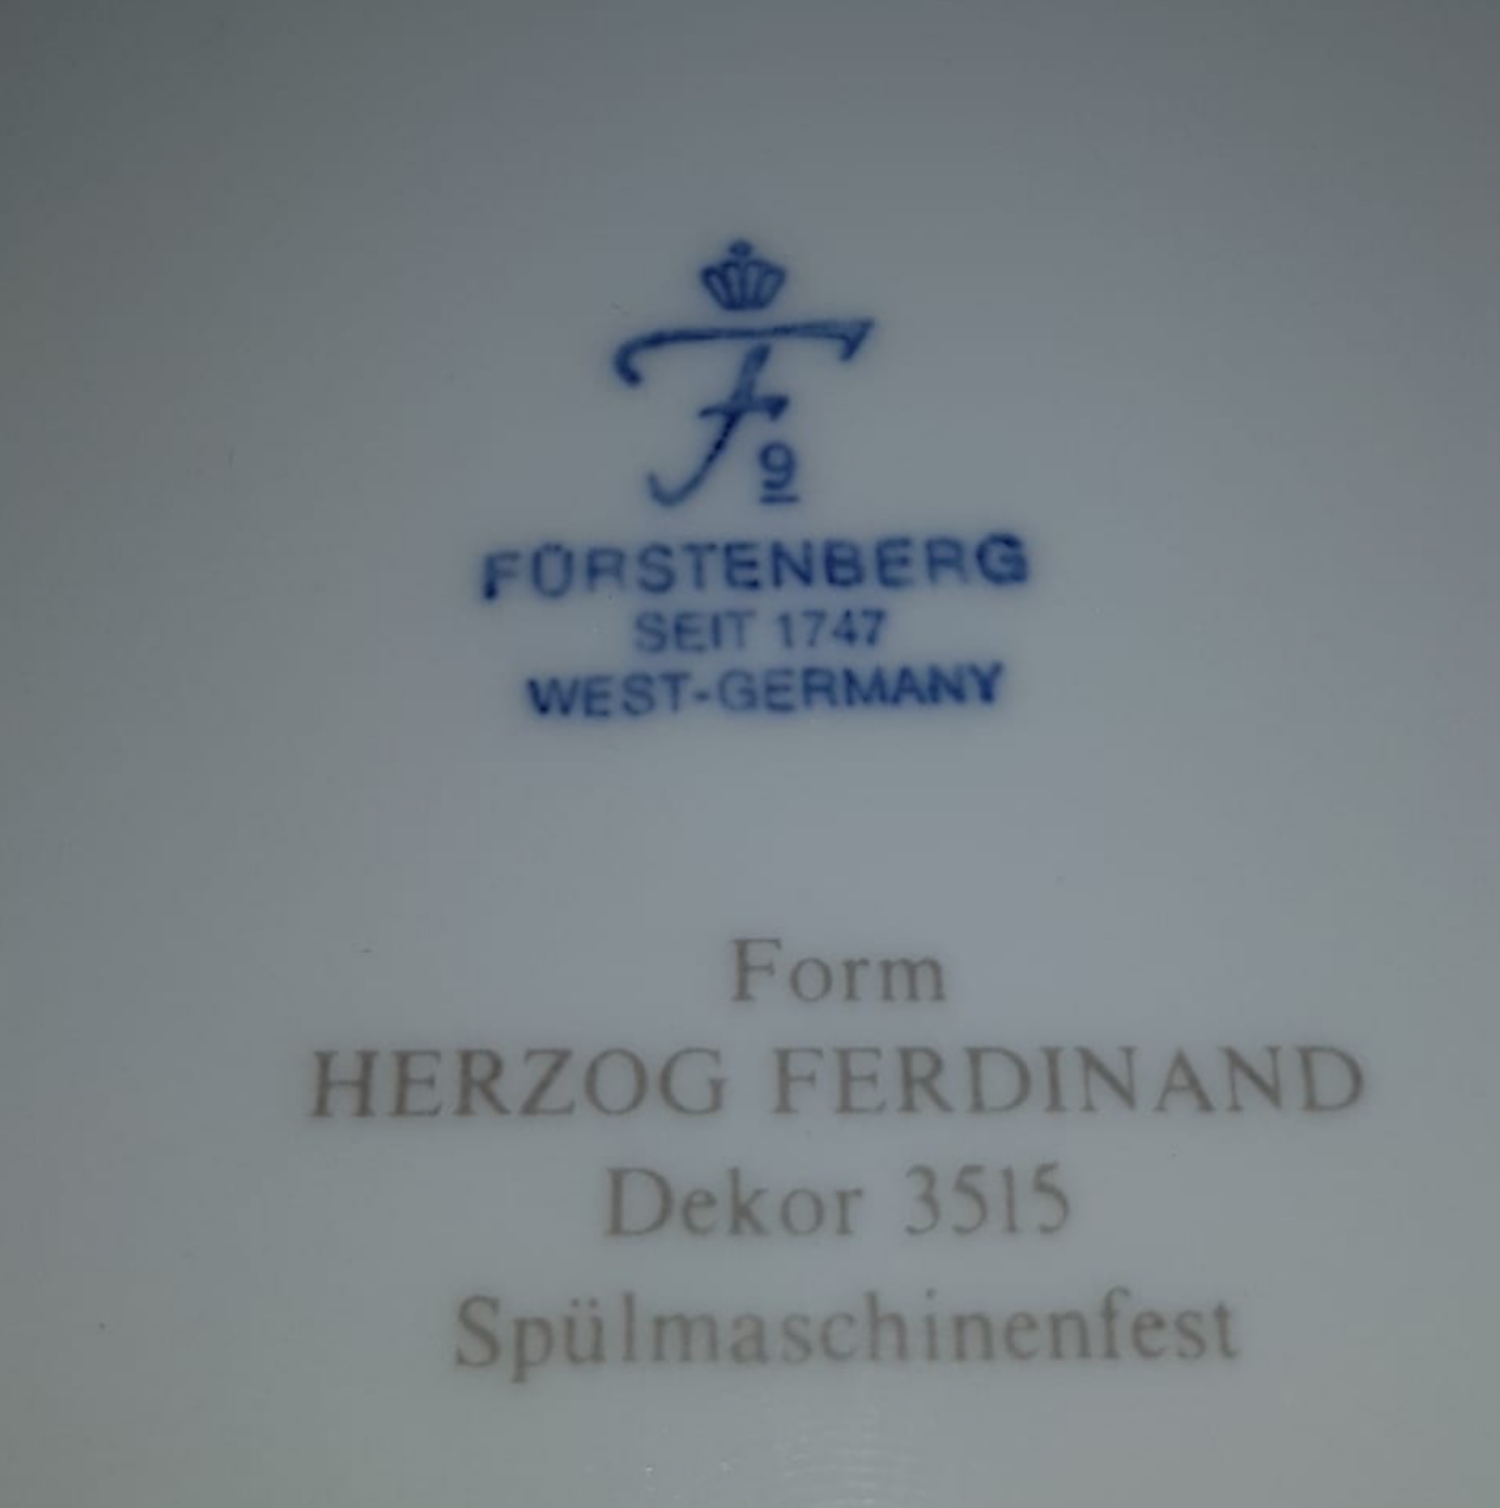 F 9
FÜRSTENBERG
SEIT 1747
WEST-GERMANY
Form
HERZOG FERDINAND
Dekor 3515
Spülmaschinenfest